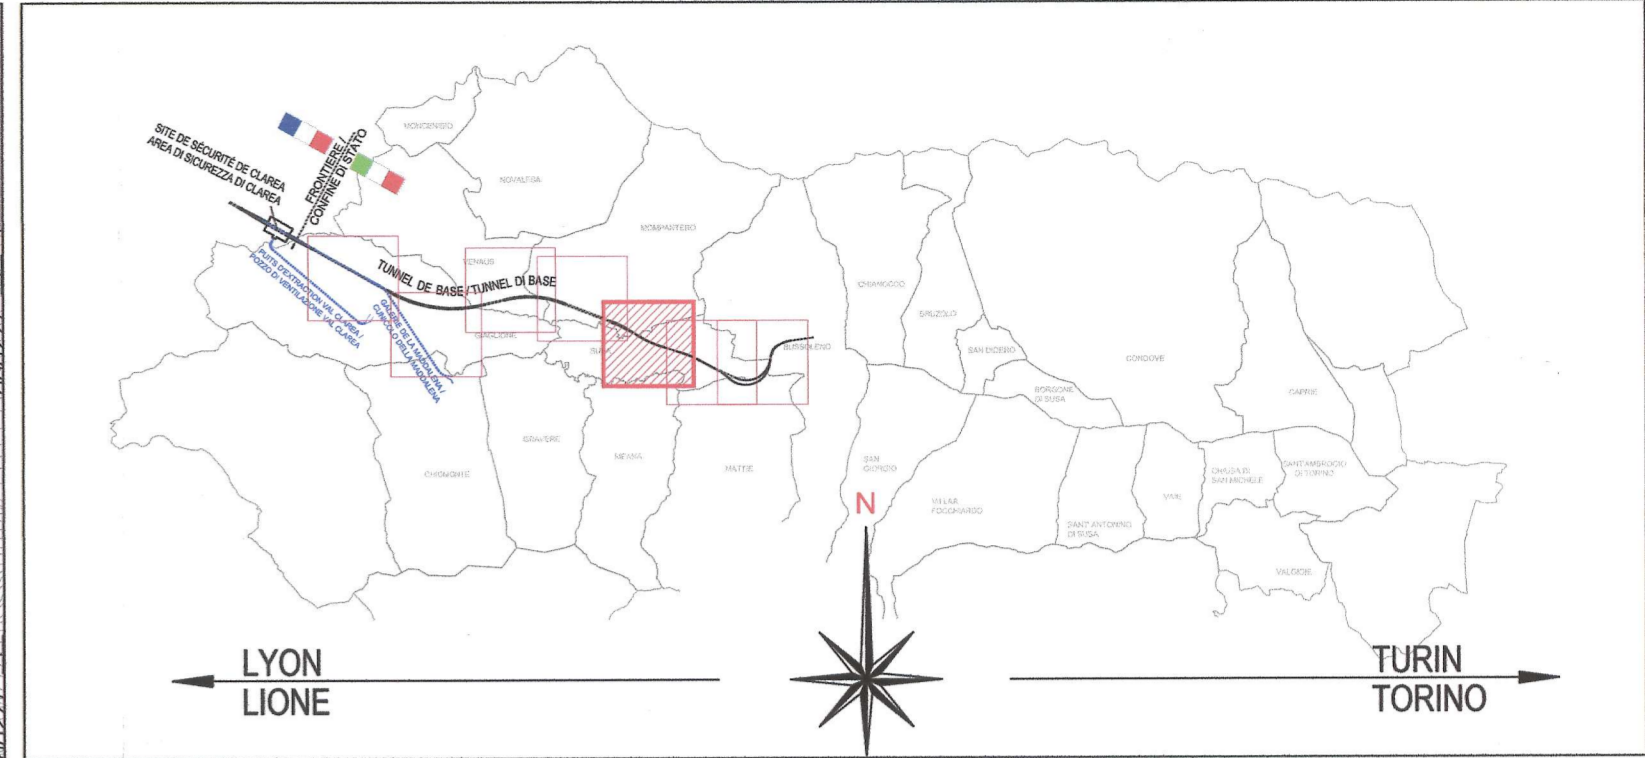 MONCENISIO
SITE DE SÉCURITÉ DE CLAREA
AREA DI SICUREZZA DI CLAREA
FRONTIERE /
CONFINE DI STATO
NOVALESA
MOMPANTERO
VENAUS
TUNNEL DE BASE / TUNNEL DI BASE
PUITS D'EXTRACTION VAL CLAREA /
POZZO DI VENTILAZIONE VAL CLAREA
GALERIE DE LA MADDALENA /
CUNICOLO DELLA MADDALENA
GIAGLIONE
SUSA
BUSSOLENO
CHIANOCCO
BRUZOLO
SAN DIDERO
CONDOVE
BORGONE
DI SUSA
CAPRIE
GRAVERE
MEANA
MATTIE
CHIOMONTE
SAN
GIORIO
VILLAR
FOCCHIARDO
SANT' ANTONINO
DI SUSA
VAIE
CHIUSA DI
SAN MICHELE
SANT'AMBROGIO
DI TORINO
VALGIOIE
N
LYON
LIONE
TURIN
TORINO